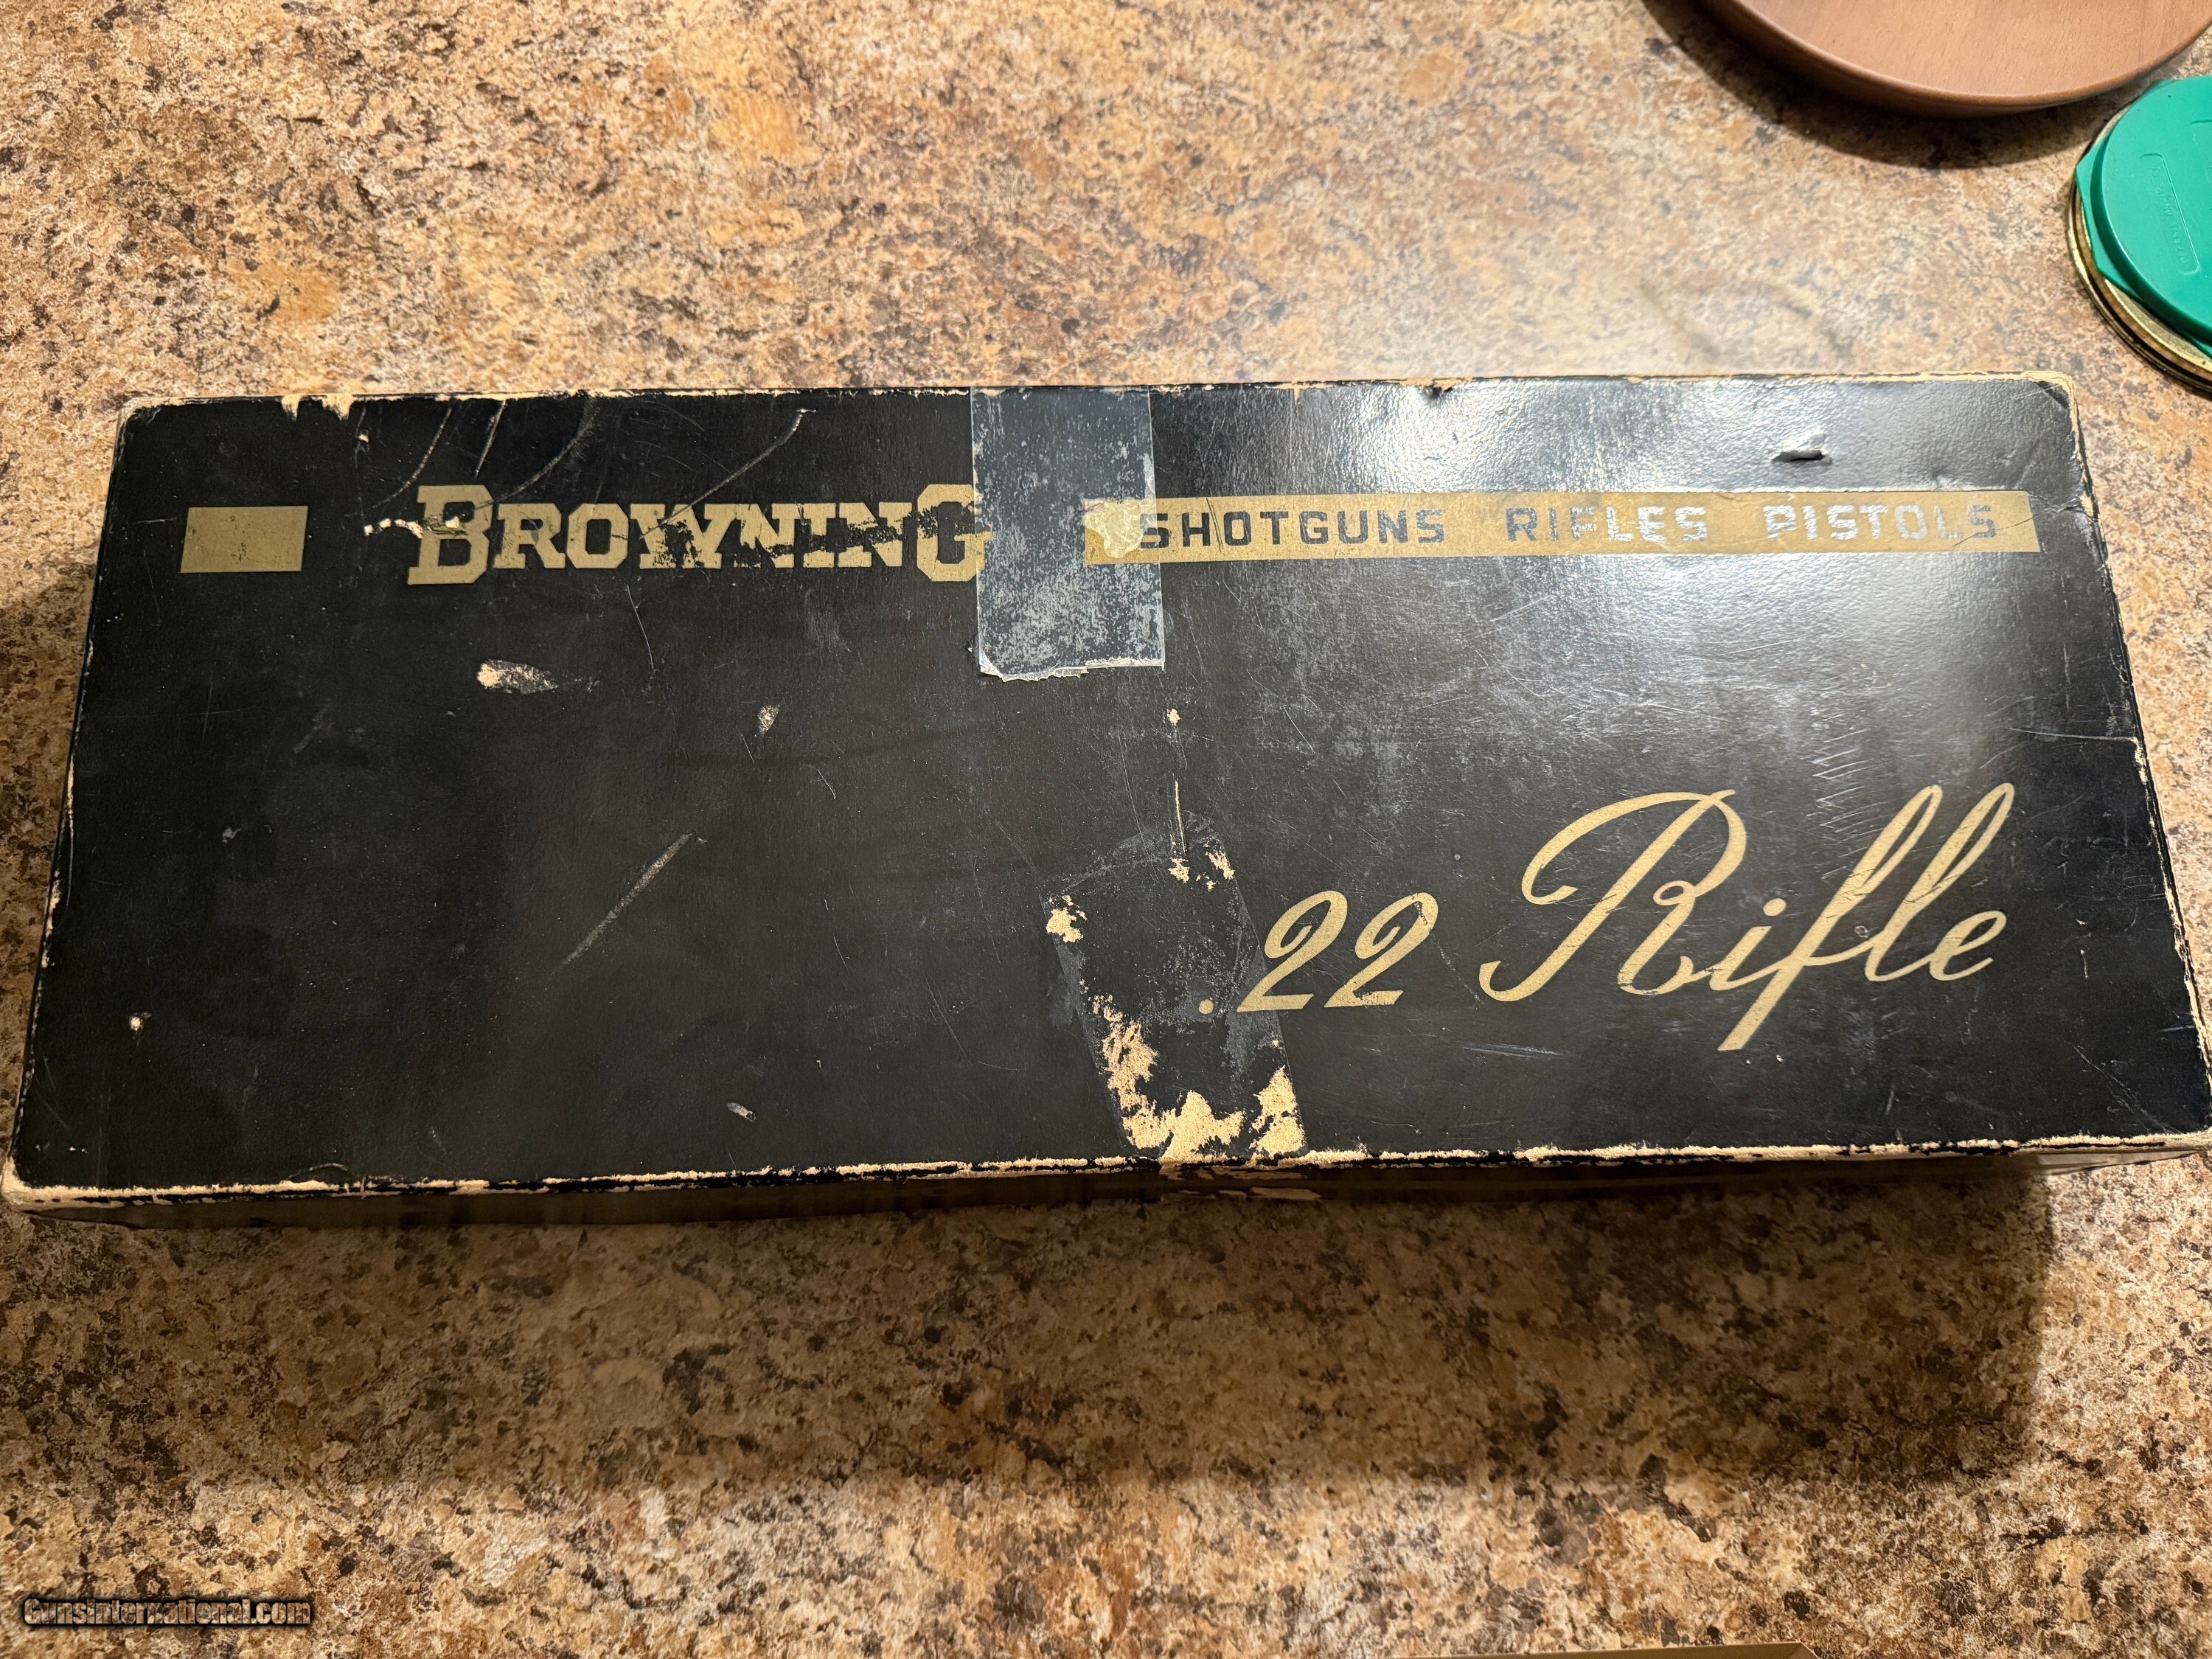 BROWNING SHOTGUNS RIFLES PISTOLS
.22 Rifle
GunsInternational.com